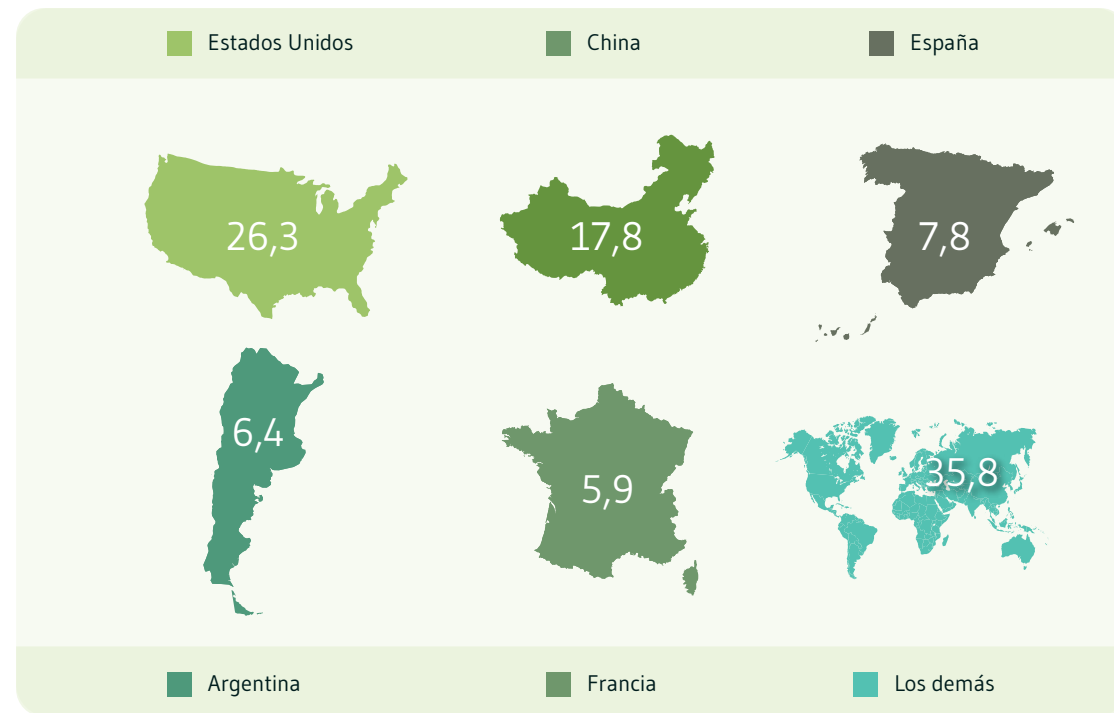 Estados Unidos
China
España
26,3
17,8
7,8
6,4
5,9
35,8
Argentina
Francia
Los demás